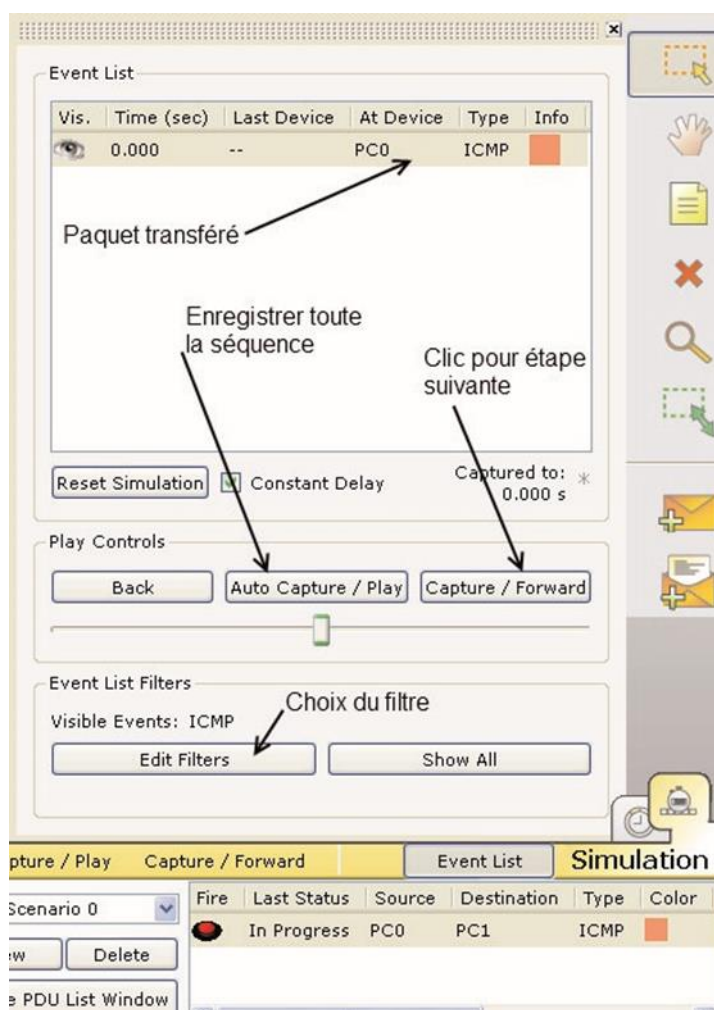 Event List
Vis. Time (sec) Last Device At Device Type Info
0.000 -- PC0 ICMP
Paquet transféré
Enregistrer toute
la séquence
Clic pour étape
suivante
Reset Simulation Constant Delay Captured to: *
0.000 s
Play Controls
Back Auto Capture / Play Capture / Forward
Event List Filters
Choix du filtre
Visible Events: ICMP
Edit Filters Show All
pture / Play Capture / Forward Event List Simulation
Scenario 0 Fire Last Status Source Destination Type Color
In Progress PC0 PC1 ICMP
ew Delete
e PDU List Window